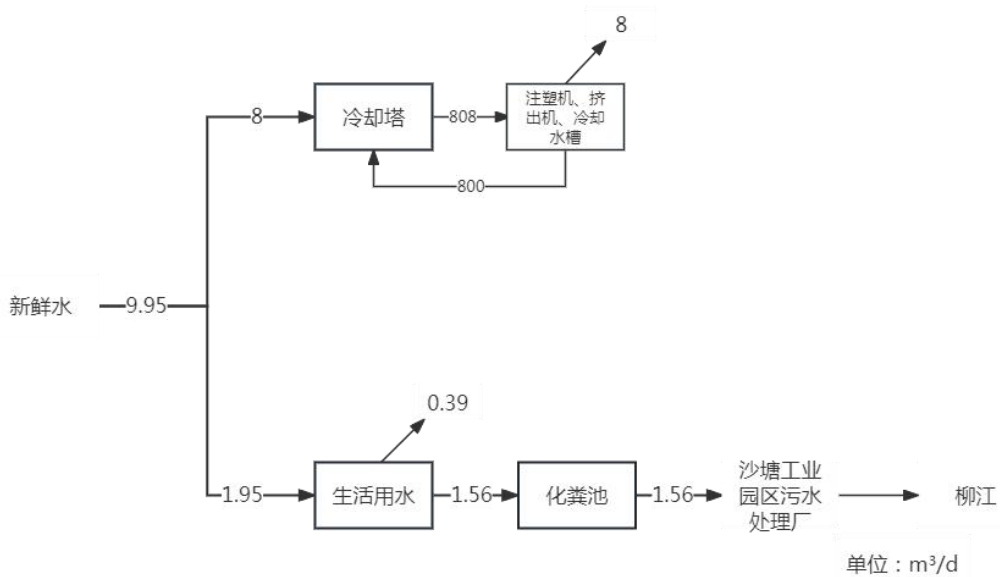 8
8
冷却塔
808
注塑机、挤
出机、冷却
水槽
800
新鲜水
9.95
0.39
1.95
生活用水
1.56
化粪池
1.56
沙塘工业
园区污水
处理厂
柳江
单位：m³/d